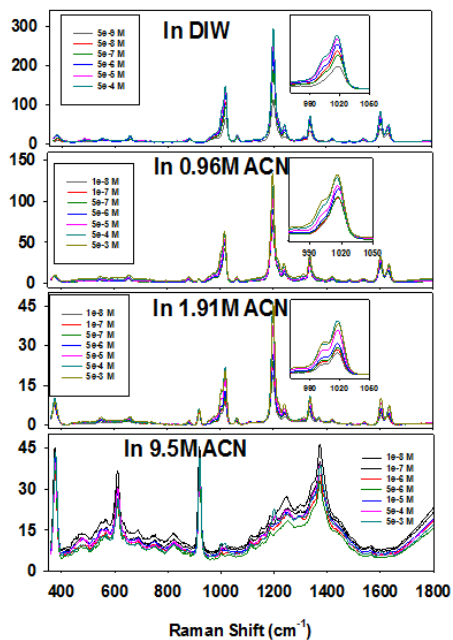 In DIW
300
200
100
0
5e-9 M
5e-8 M
5e-7 M
5e-6 M
5e-5 M
5e-4 M
990 1020 1060
In 0.96M ACN
150
100
50
0
1e-8 M
1e-7 M
5e-7 M
5e-6 M
5e-5 M
5e-4 M
5e-3 M
990 1020 1050
In 1.91M ACN
45
30
15
0
1e-8 M
1e-7 M
5e-7 M
5e-6 M
5e-5 M
5e-4 M
5e-3 M
990 1020 1060
In 9.5M ACN
45
30
15
0
1e-8 M
1e-7 M
1e-6 M
5e-6 M
1e-5 M
5e-4 M
5e-3 M
400 600 800 1000 1200 1400 1600 1800
Raman Shift (cm-1)